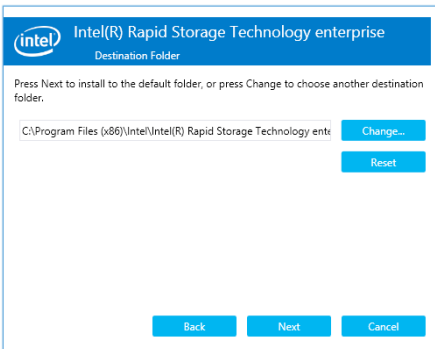 intel
Intel(R) Rapid Storage Technology enterprise
Destination Folder
Press Next to install to the default folder, or press Change to choose another destination
folder.
C:\Program Files (x86)\Intel\Intel(R) Rapid Storage Technology ente
Change...
Reset
Back
Next
Cancel